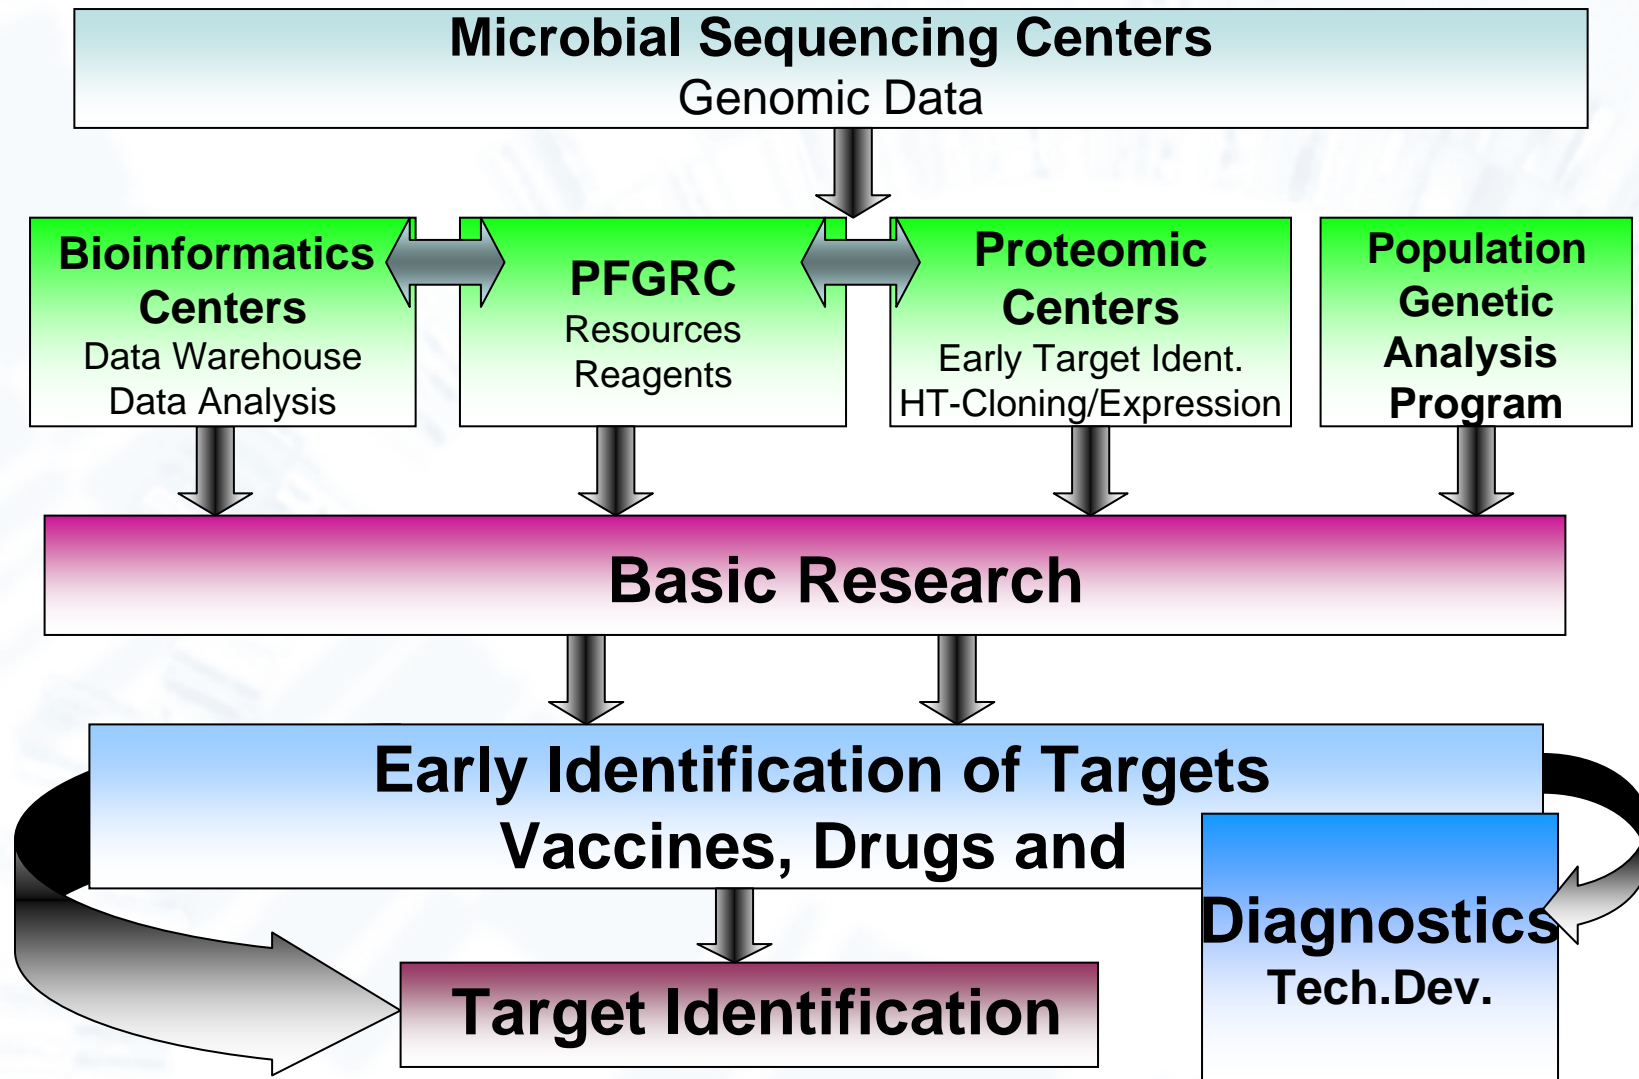 Microbial Sequencing Centers
Genomic Data
Bioinformatics
Centers
Data Warehouse
Data Analysis
PFGRC
Resources
Reagents
Proteomic
Centers
Early Target Ident.
HT-Cloning/Expression
Population
Genetic
Analysis
Program
Basic Research
Early Identification of Targets
Vaccines, Drugs and
Diagnostics
Tech.Dev.
Target Identification